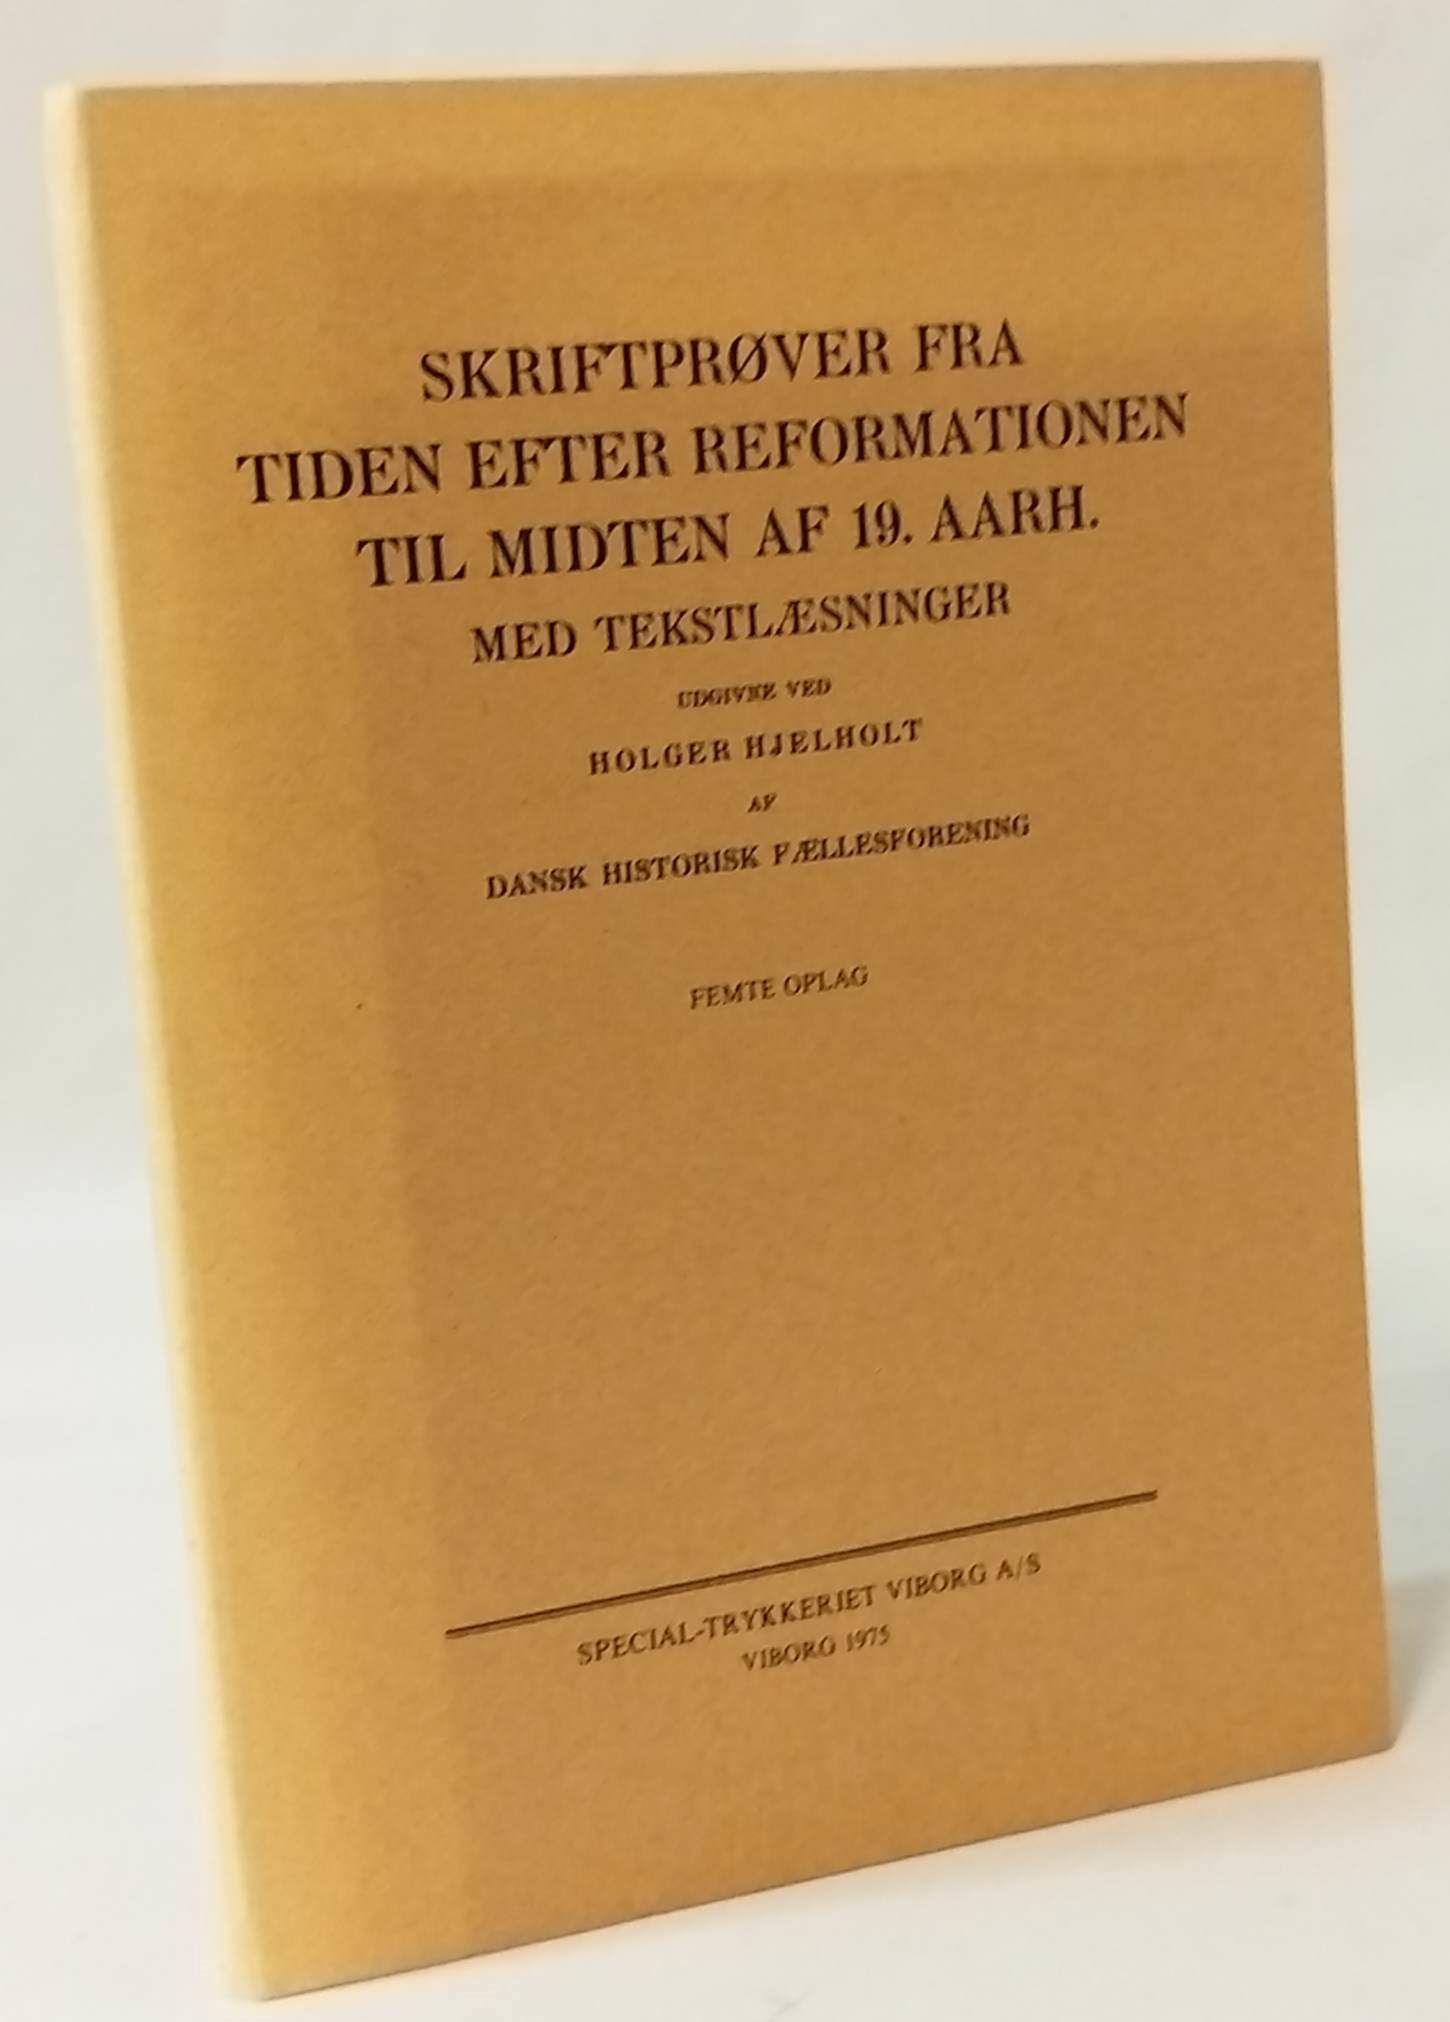 SKRIFTPRØVER FRA
TIDEN EFTER REFORMATIONEN
TIL MIDTEN AF 19. AARH.
MED TEKSTLÆSNINGER
UDGIVNE VED
HOLGER HJELHOLT
AF
DANSK HISTORISK FÆLLESFORENING
FEMTE OPLAG
SPECIAL-TRYKKERIET VIBORG A/S
VIBORG 1975